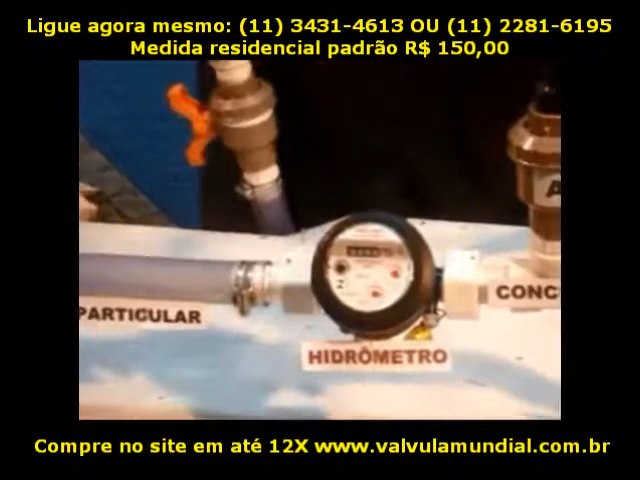 Ligue agora mesmo: (11) 3431-4613 OU (11) 2281-6195
Medida residencial padrão R$ 150,00
PARTICULAR
CONC
HIDRÔMETRO
Compre no site em até 12X www.valvulamundial.com.br